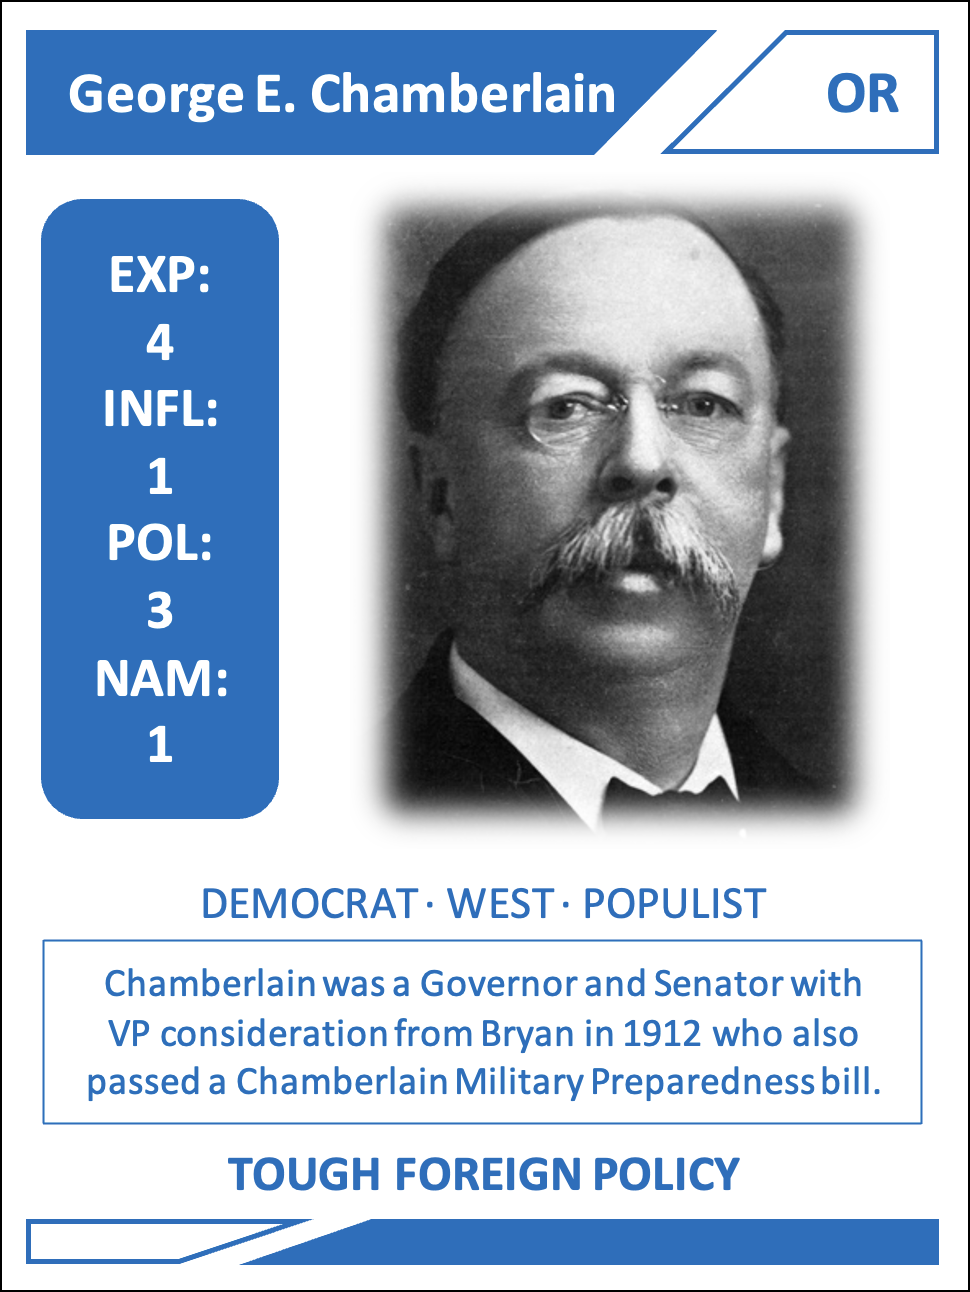 George E. Chamberlain
OR
EXP:
4
INFL:
1
POL:
3
NAM:
1
DEMOCRAT · WEST · POPULIST
Chamberlain was a Governor and Senator with
VP consideration from Bryan in 1912 who also
passed a Chamberlain Military Preparedness bill.
TOUGH FOREIGN POLICY